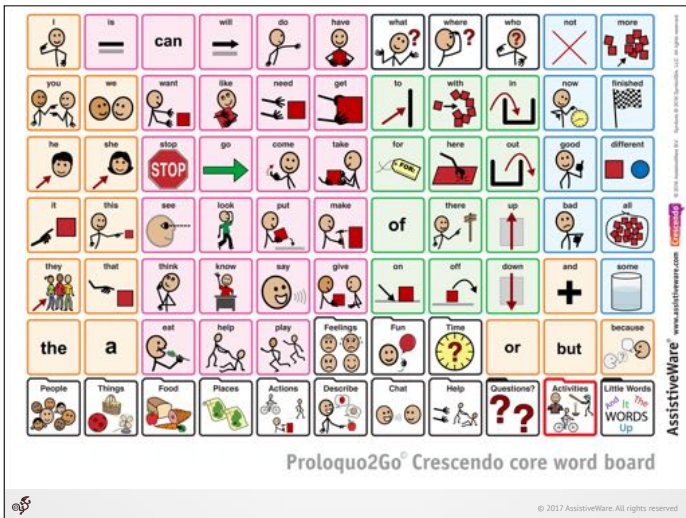 I is can will do have what where who not more
you we want like need get to with in now finished
he she stop go come take for here out good different
STOP FOR:
it this see look put make of there up bad all
they that think know say give on off down and some
the a eat help play Feelings Fun Time or but because
People Things Food Places Actions Describe Chat Help Questions? Activities Little Words
And It The
WORDS
Up
Proloquo2Go© Crescendo core word board
AssistiveWare® www.assistiveware.com Crescendo
© 2017 AssistiveWare. All rights reserved